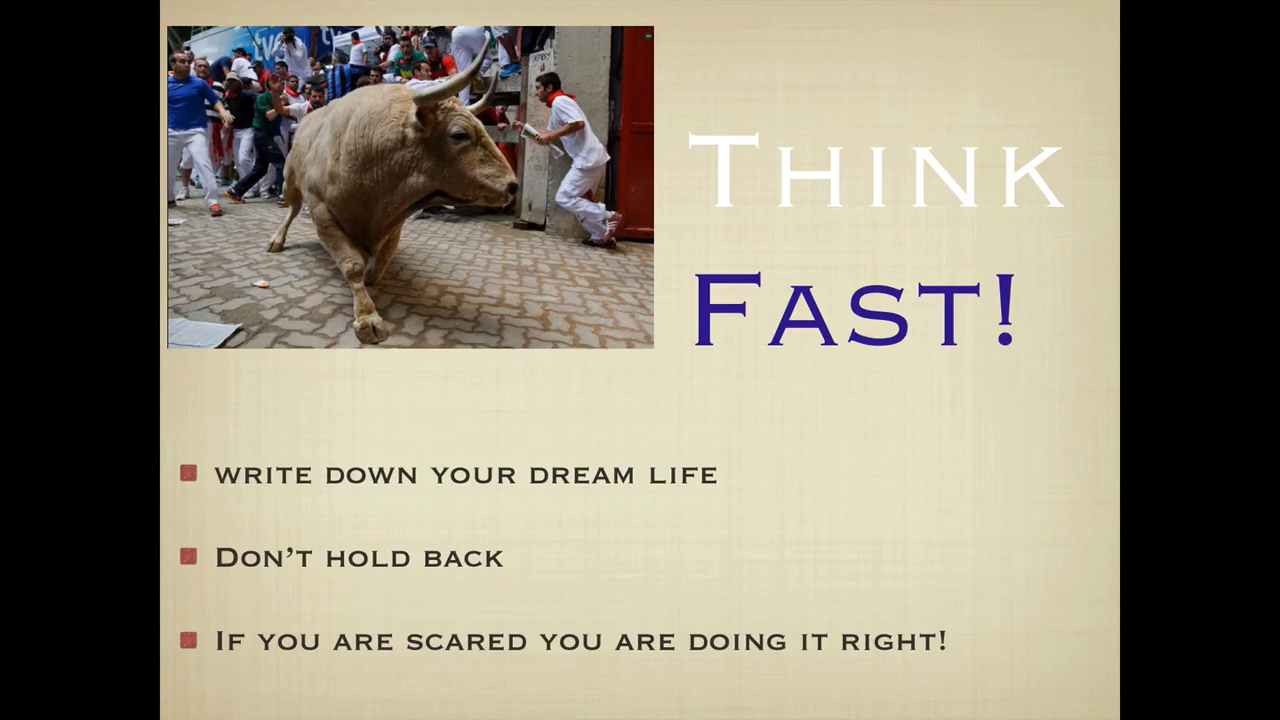 THINK
FAST!
WRITE DOWN YOUR DREAM LIFE
DON'T HOLD BACK
IF YOU ARE SCARED YOU ARE DOING IT RIGHT!